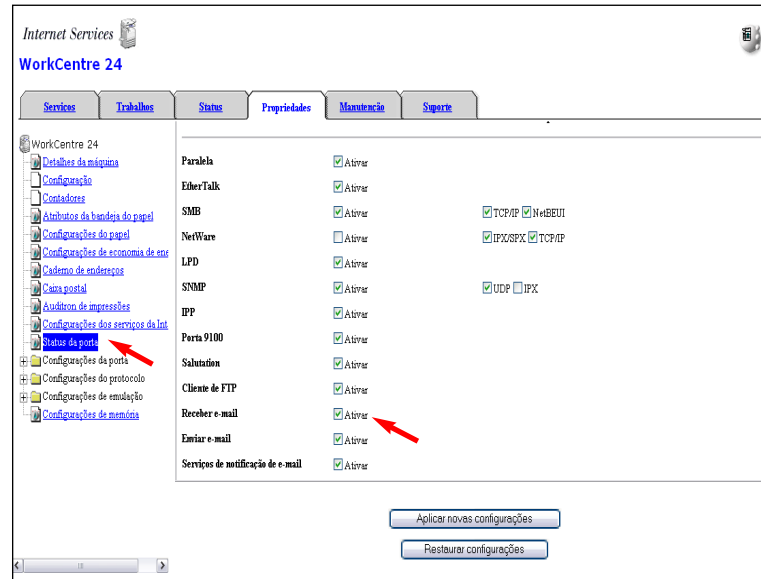 Internet Services
WorkCentre 24
Serviços Trabalhos Status Propriedades Manutenção Suporte
WorkCentre 24
Detalhes da máquina
Configuração
Contadores
Atributos da bandeja do papel
Configurações do papel
Configurações de economia de ene
Caderno de endereços
Caixa postal
Auditron de impressões
Configurações dos serviços da Int
Status da porta
Configurações da porta
Configurações do protocolo
Configurações de emulação
Configurações de memória
Paralela Ativar
EtherTalk Ativar
SMB Ativar TCP/IP NetBEUI
NetWare Ativar IPX/SPX TCP/IP
LPD Ativar
SNMP Ativar UDP IPX
IPP Ativar
Porta 9100 Ativar
Salutation Ativar
Cliente de FTP Ativar
Receber e-mail Ativar
Enviar e-mail Ativar
Serviços de notificação de e-mail Ativar
Aplicar novas configurações
Restaurar configurações